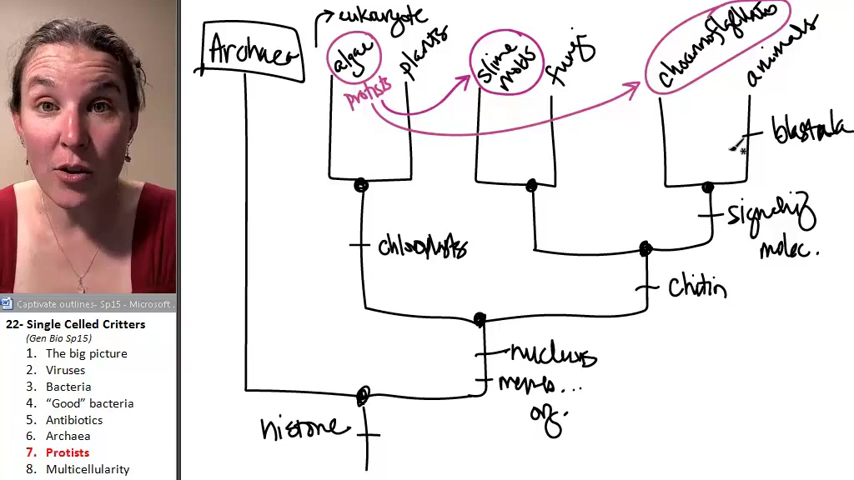 eukaryote
Archaea
algae
plants
slime
molds
fungi
choanoflagellates
animals
protists
blastula
signaling
molec.
chloroplasts
chitin
nucleus
membs...
org.
histone
Captivate outlines- Sp15 - Microsoft ...
22- Single Celled Critters
(Gen Bio Sp15)
1. The big picture
2. Viruses
3. Bacteria
4. “Good” bacteria
5. Antibiotics
6. Archaea
7. Protists
8. Multicellularity